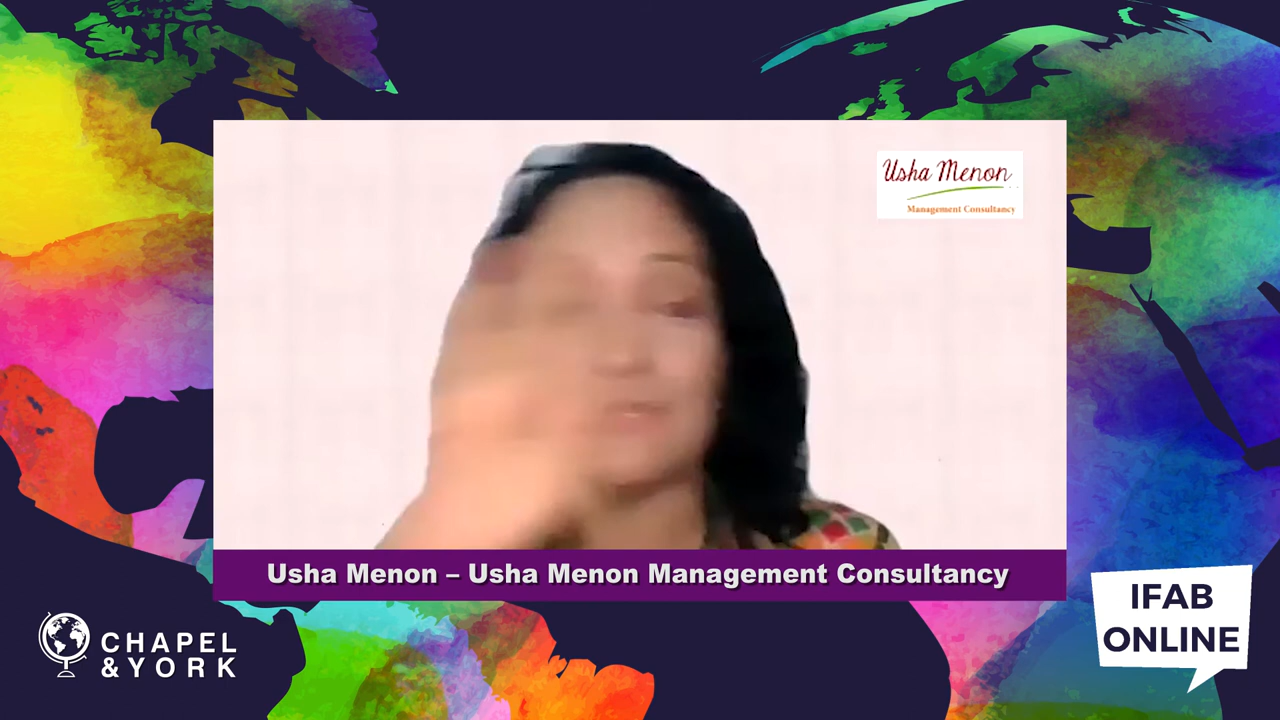 Usha Menon
Management Consultancy
Usha Menon – Usha Menon Management Consultancy
CHAPEL
&YORK
IFAB
ONLINE